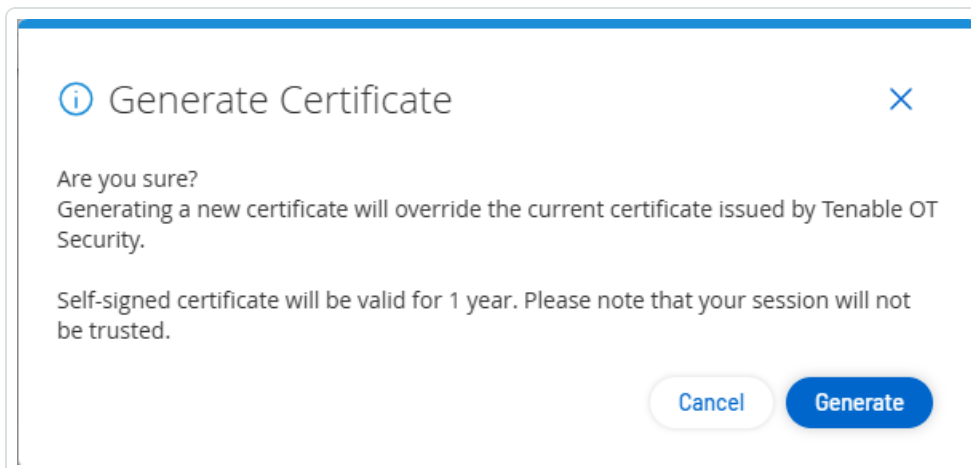 Generate Certificate
Are you sure?
Generating a new certificate will override the current certificate issued by Tenable OT
Security.
Self-signed certificate will be valid for 1 year. Please note that your session will not
be trusted.
Cancel
Generate